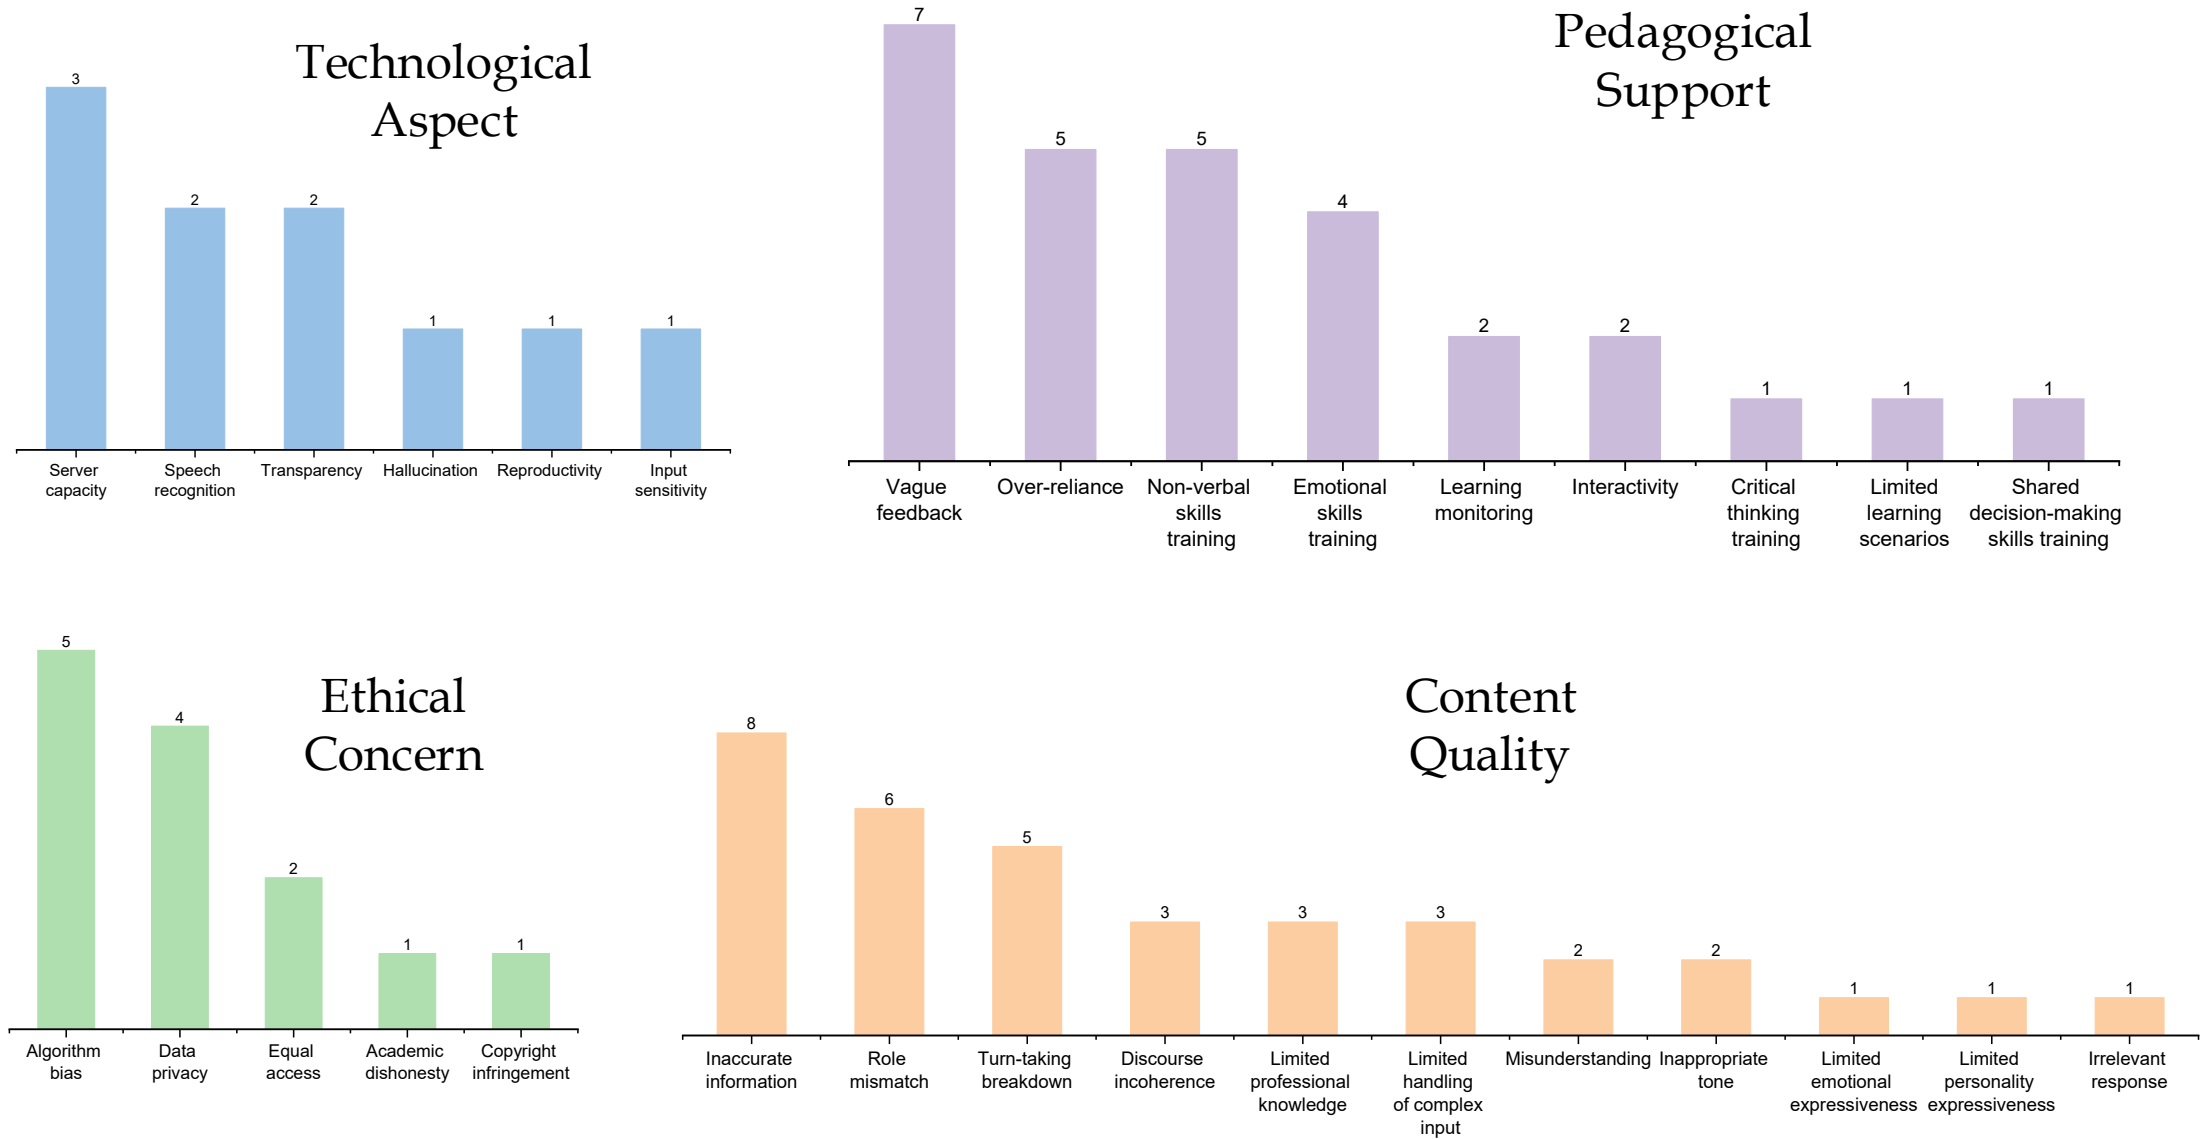 Technological
Aspect
3
2
2
1
1
1
Server
capacity
Speech
recognition
Transparency
Hallucination
Reproductivity
Input
sensitivity
Pedagogical
Support
7
5
5
4
2
2
1
1
1
Vague
feedback
Over-reliance
Non-verbal
skills
training
Emotional
skills
training
Learning
monitoring
Interactivity
Critical
thinking
training
Limited
learning
scenarios
Shared
decision-making
skills training
Ethical
Concern
5
4
2
1
1
Algorithm
bias
Data
privacy
Equal
access
Academic
dishonesty
Copyright
infringement
Content
Quality
8
6
5
3
3
3
2
2
1
1
1
Inaccurate
information
Role
mismatch
Turn-taking
breakdown
Discourse
incoherence
Limited
professional
knowledge
Limited
handling
of complex
input
Misunderstanding
Inappropriate
tone
Limited
emotional
expressiveness
Limited
personality
expressiveness
Irrelevant
response